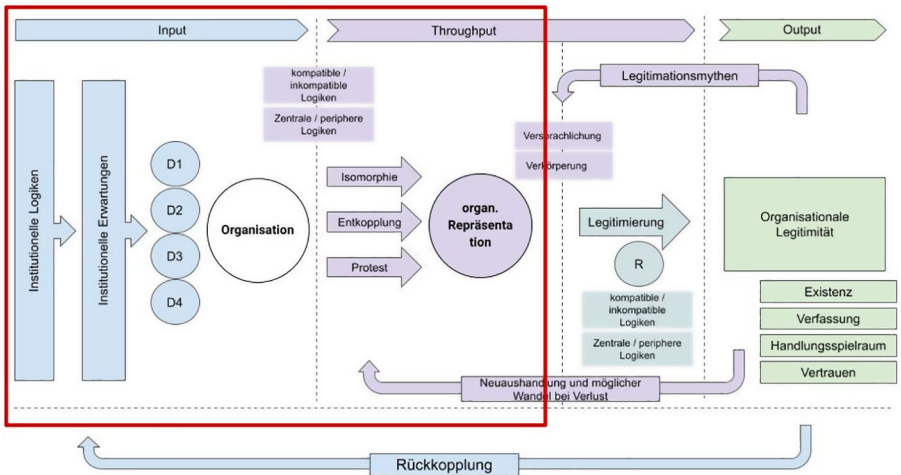 Input
Throughput
Output
Legitimationsmythen
kompatible /
inkompatible
Logiken
Zentrale / periphere
Logiken
Institutionelle Logiken
Institutionelle Erwartungen
D1
D2
D3
D4
Organisation
Isomorphie
Entkopplung
Protest
organ.
Repräsenta
tion
Versprachlichung
Verkörperung
Legitimierung
R
kompatible /
inkompatible
Logiken
Zentrale / periphere
Logiken
Organisationale
Legitimität
Existenz
Verfassung
Handlungsspielraum
Vertrauen
Neuaushandlung und möglicher
Wandel bei Verlust
Rückkopplung